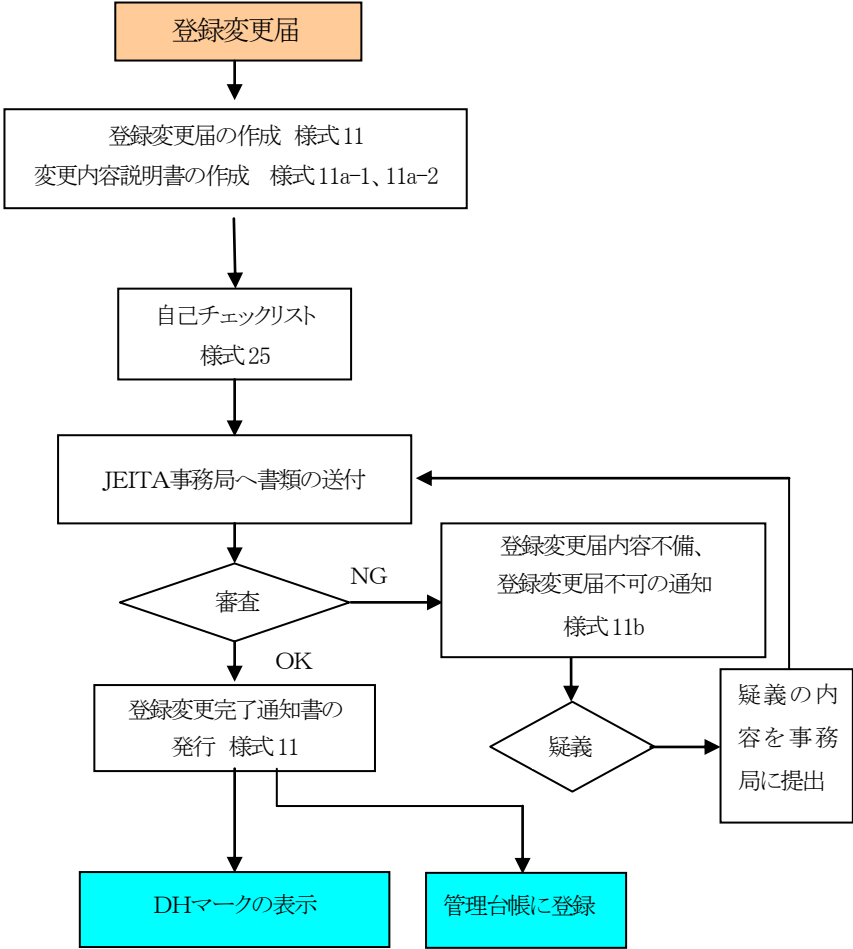 登録変更届
登録変更届の作成 様式11
変更内容説明書の作成 様式11a-1、11a-2
自己チェックリスト
様式25
JEITA事務局へ書類の送付
審査
NG
登録変更届内容不備、
登録変更届不可の通知
様式11b
OK
登録変更完了通知書の
発行 様式11
疑義
疑義の内
容を事務
局に提出
DHマークの表示
管理台帳に登録